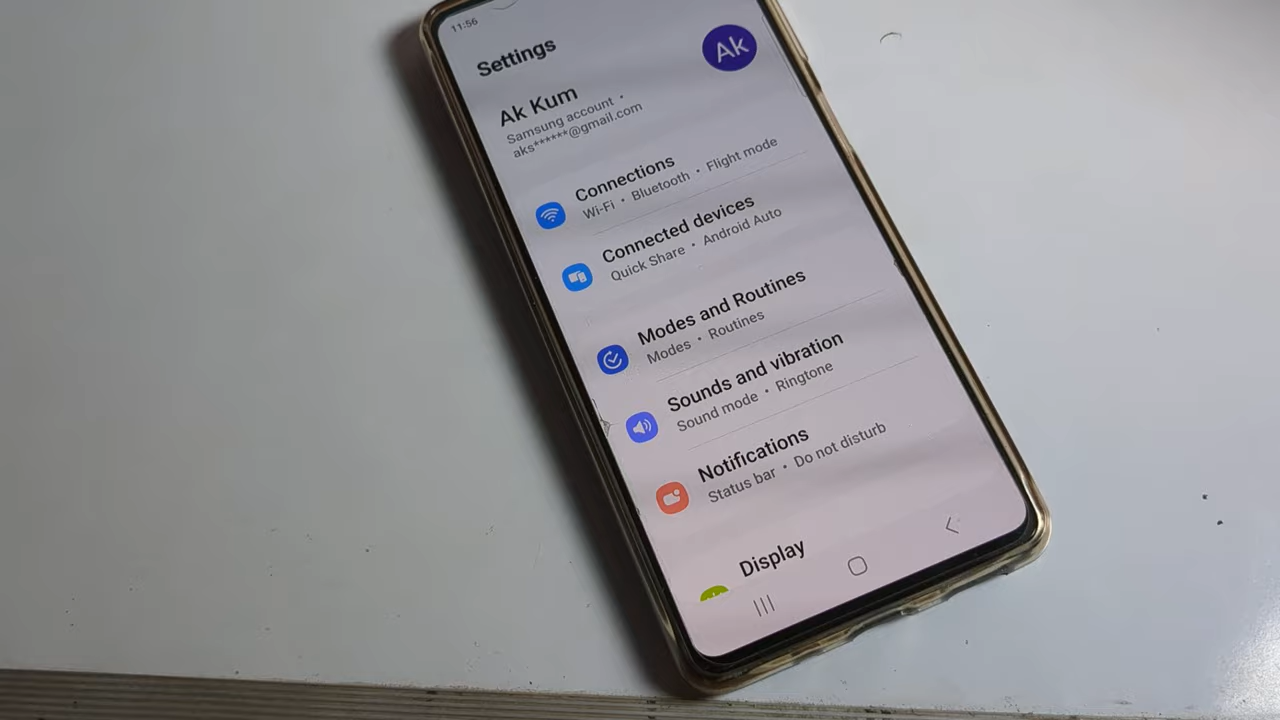 11:56
Settings
Ak
Ak Kum
Samsung account •
aks******@gmail.com
Connections
Wi-Fi • Bluetooth • Flight mode
Connected devices
Quick Share • Android Auto
Modes and Routines
Modes • Routines
Sounds and vibration
Sound mode • Ringtone
Notifications
Status bar • Do not disturb
Display